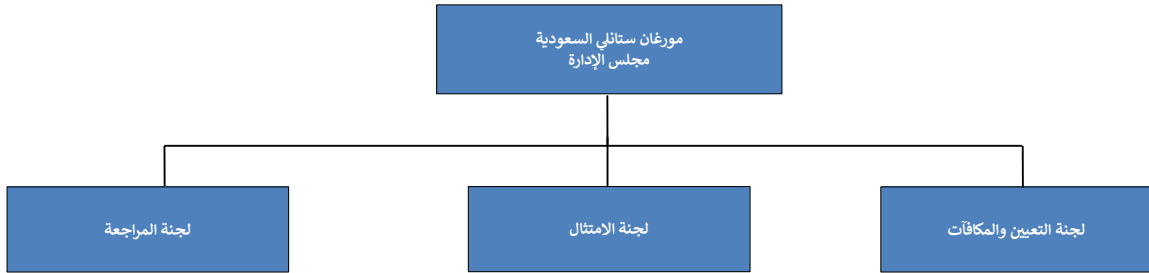 مورغان ستانلي السعودية
مجلس الإدارة
لجنة التعيين والمكافآت
لجنة الامتثال
لجنة المراجعة